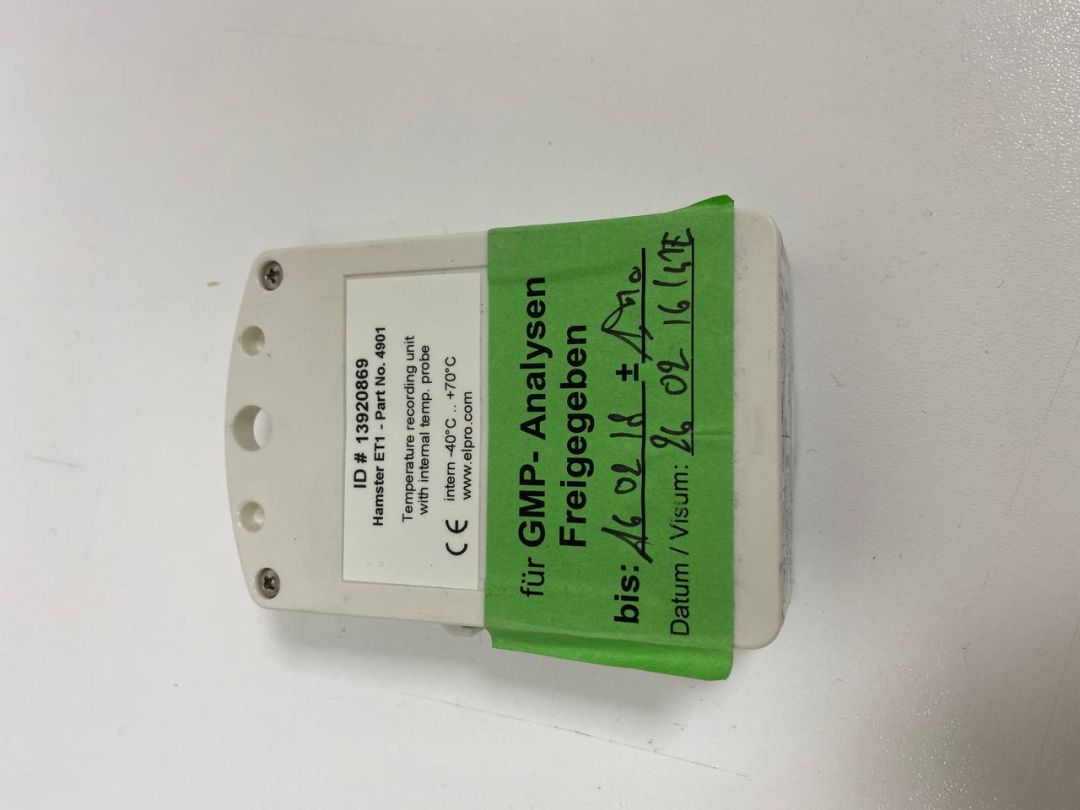 ID # 13920869
Hamster ET1 - Part No. 4901
Temperature recording unit
with internal temp. probe
CE intern -40°C .. +70°C
www.elpro.com
für GMP- Analysen
Freigegeben
bis: 16 02 18 ±
Datum / Visum: 26 02 16